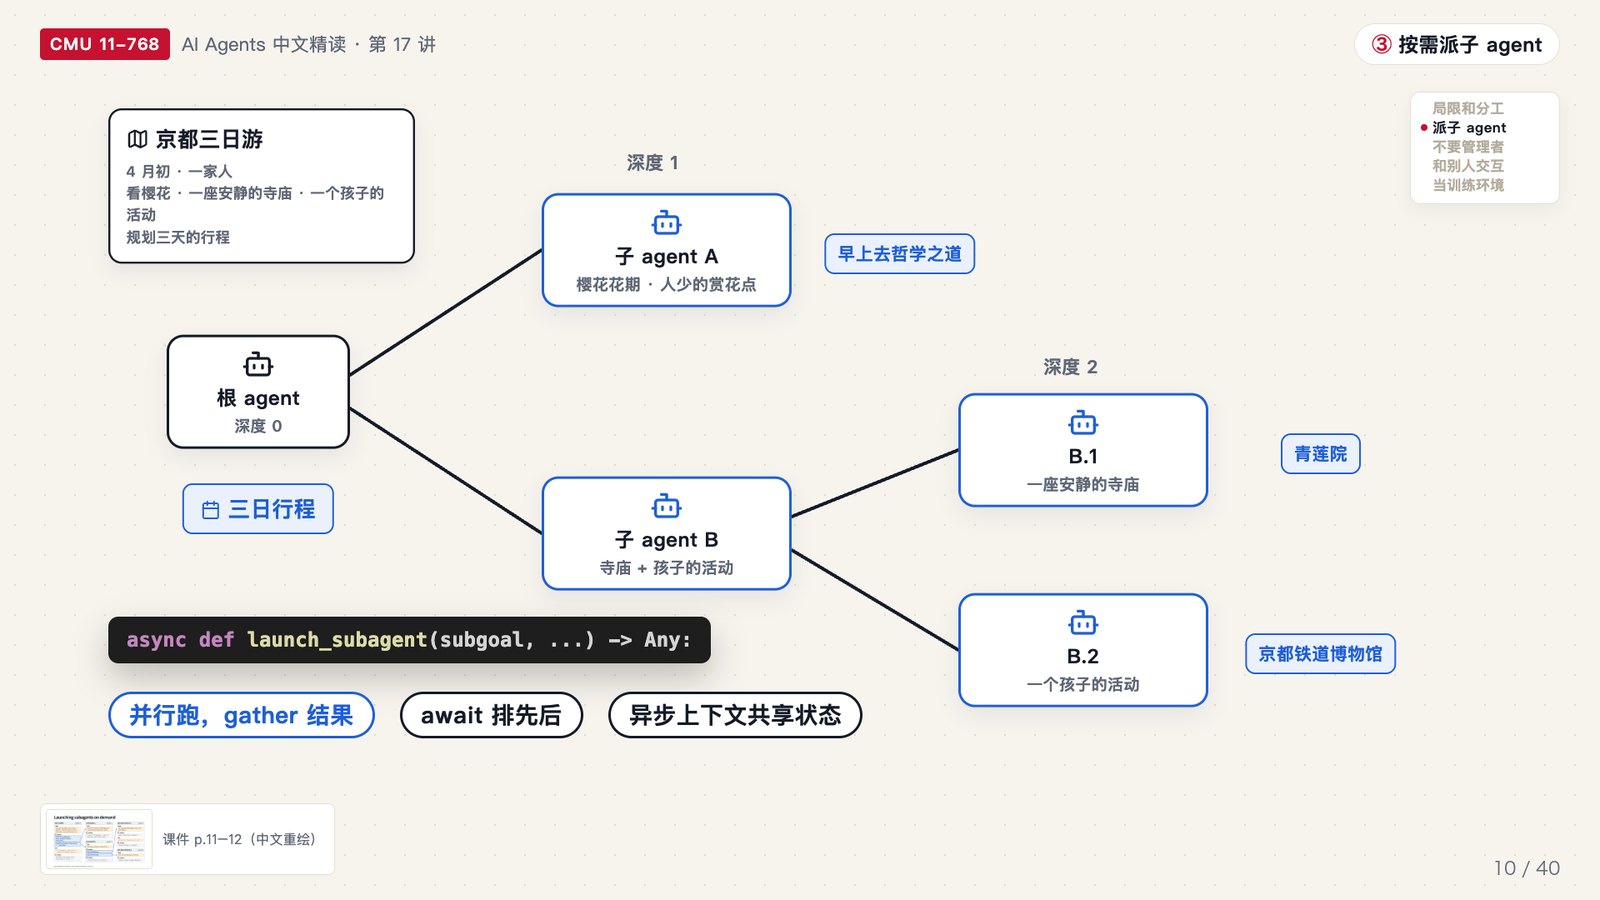 CMU 11-768
AI Agents 中文精读 · 第 17 讲
③ 按需派子 agent
局限和分工
派子 agent
不要管理者
和别人交互
当训练环境
京都三日游
4 月初 · 一家人
看樱花 · 一座安静的寺庙 · 一个孩子的
活动
规划三天的行程
深度 1
子 agent A
樱花花期 · 人少的赏花点
早上去哲学之道
根 agent
深度 0
三日行程
深度 2
B.1
一座安静的寺庙
青莲院
子 agent B
寺庙 + 孩子的活动
B.2
一个孩子的活动
京都铁道博物馆
async def launch_subagent(subgoal, ...) -> Any:
并行跑，gather 结果
await 排先后
异步上下文共享状态
Launching subagents on demand
课件 p.11–12（中文重绘）
10 / 40